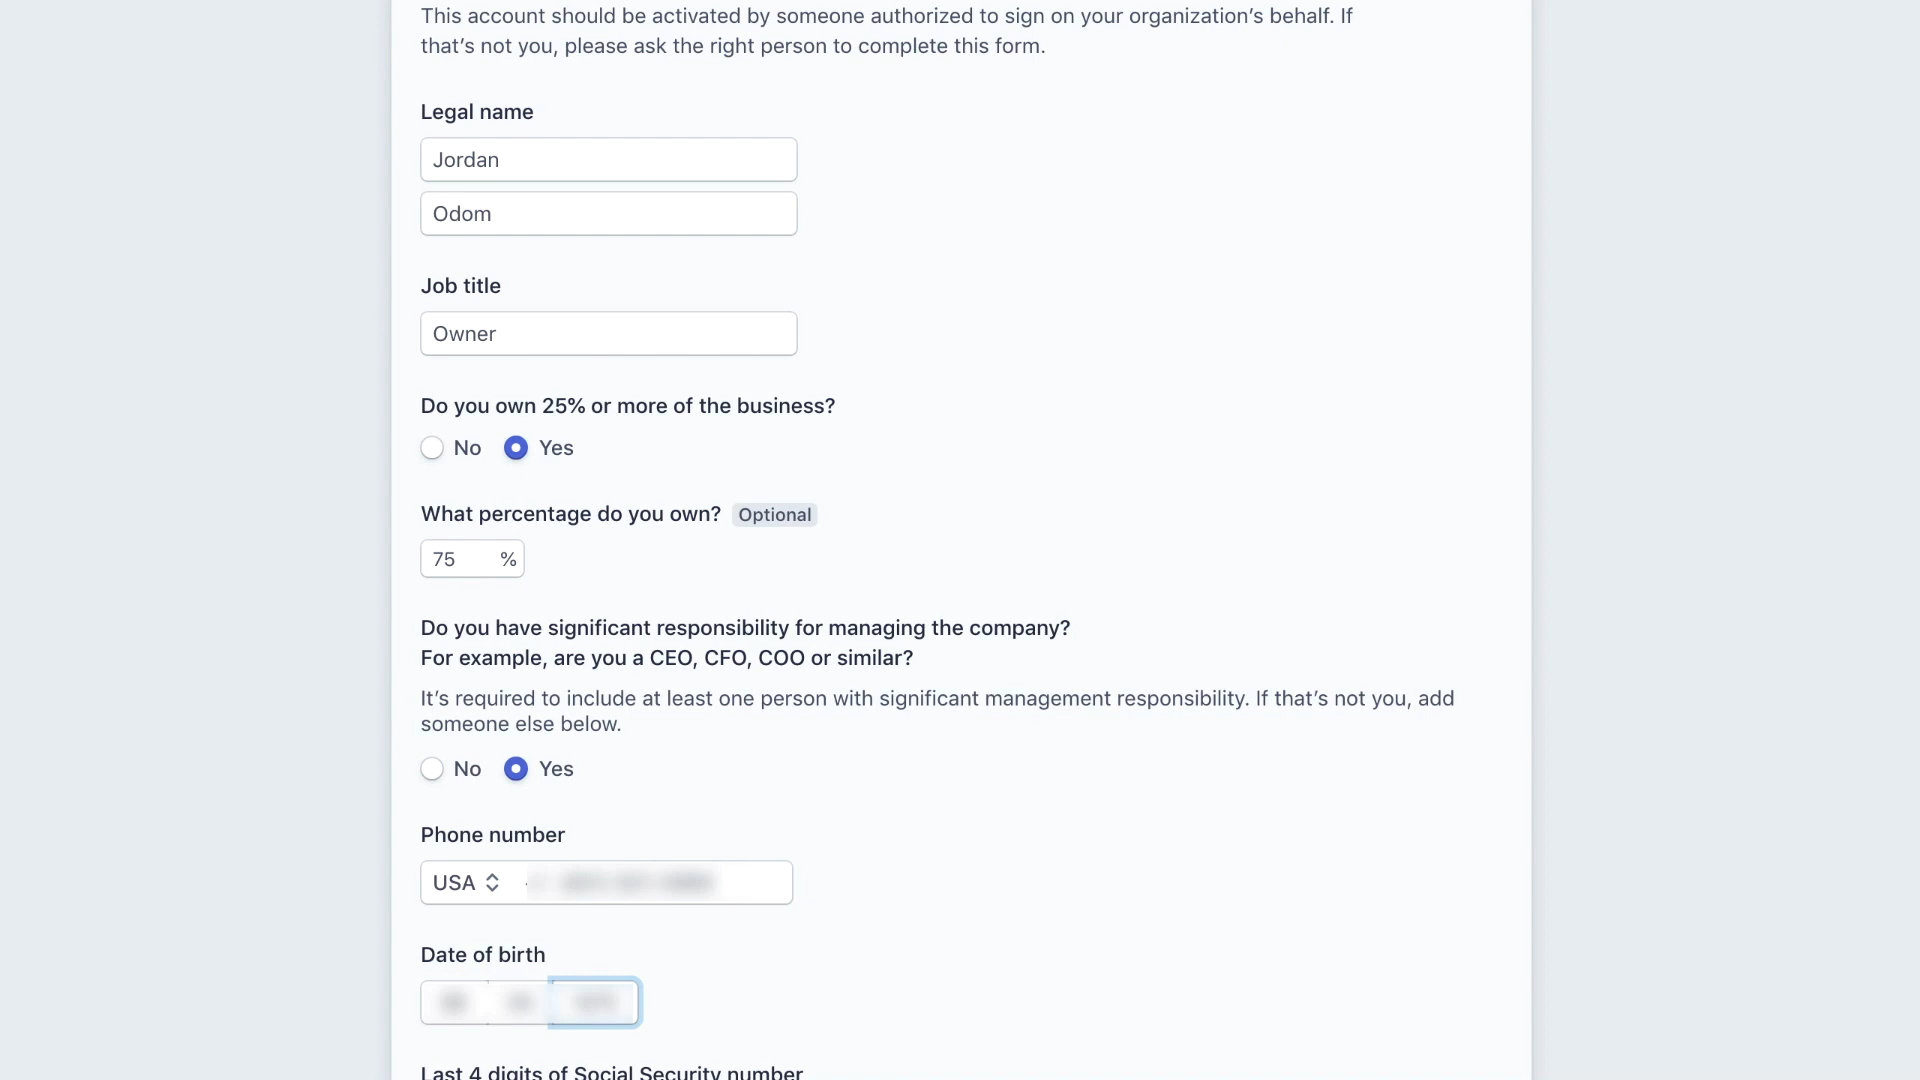 This account should be activated by someone authorized to sign on your organization’s behalf. If
that’s not you, please ask the right person to complete this form.
Legal name
Jordan
Odom
Job title
Owner
Do you own 25% or more of the business?
No Yes
What percentage do you own? Optional
75 %
Do you have significant responsibility for managing the company?
For example, are you a CEO, CFO, COO or similar?
It’s required to include at least one person with significant management responsibility. If that’s not you, add
someone else below.
No Yes
Phone number
USA
Date of birth
Last 4 digits of Social Security number